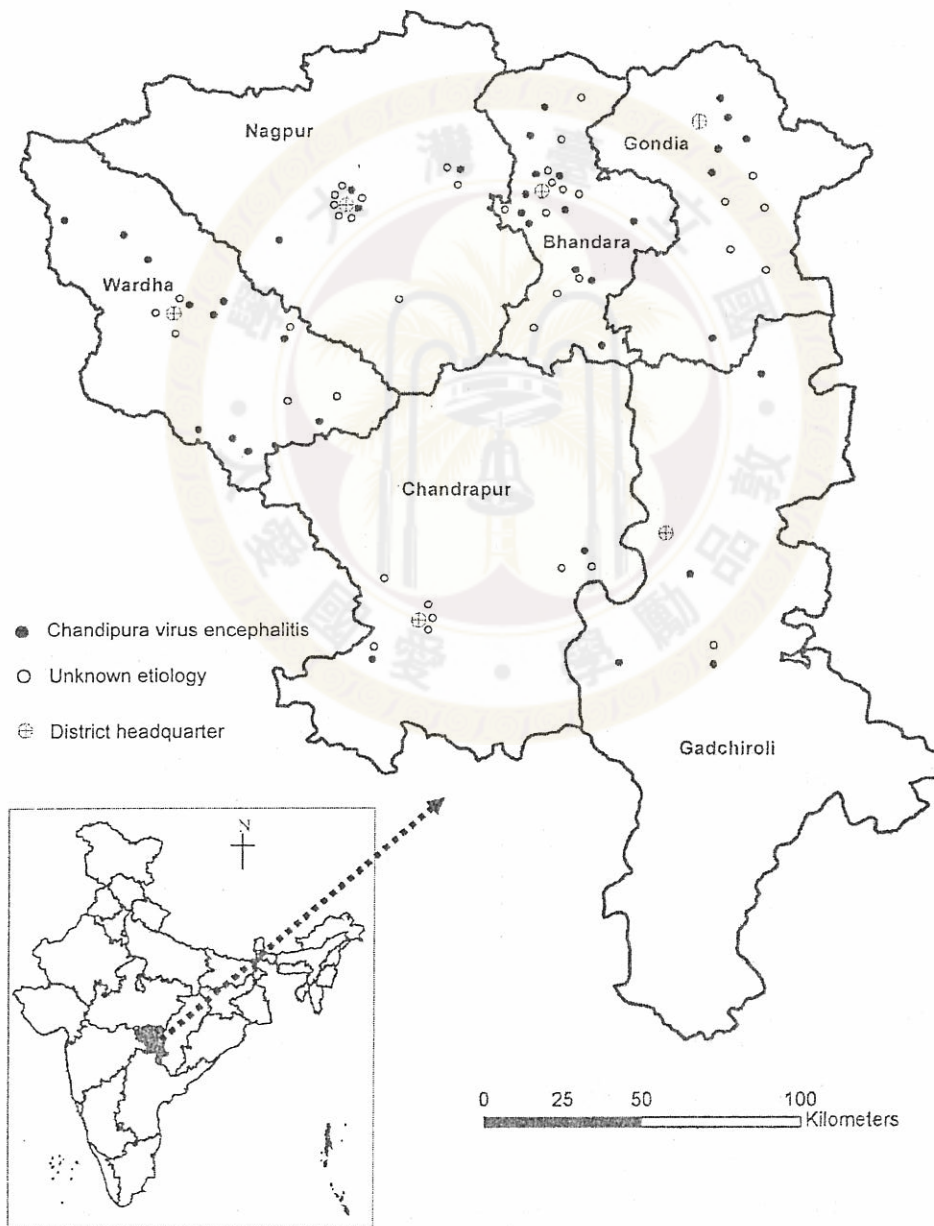 Nagpur
Gondia
Bhandara
Wardha
Chandrapur
Chandipura virus encephalitis
Unknown etiology
District headquarter
Gadchiroli
N
0 25 50 100
Kilometers